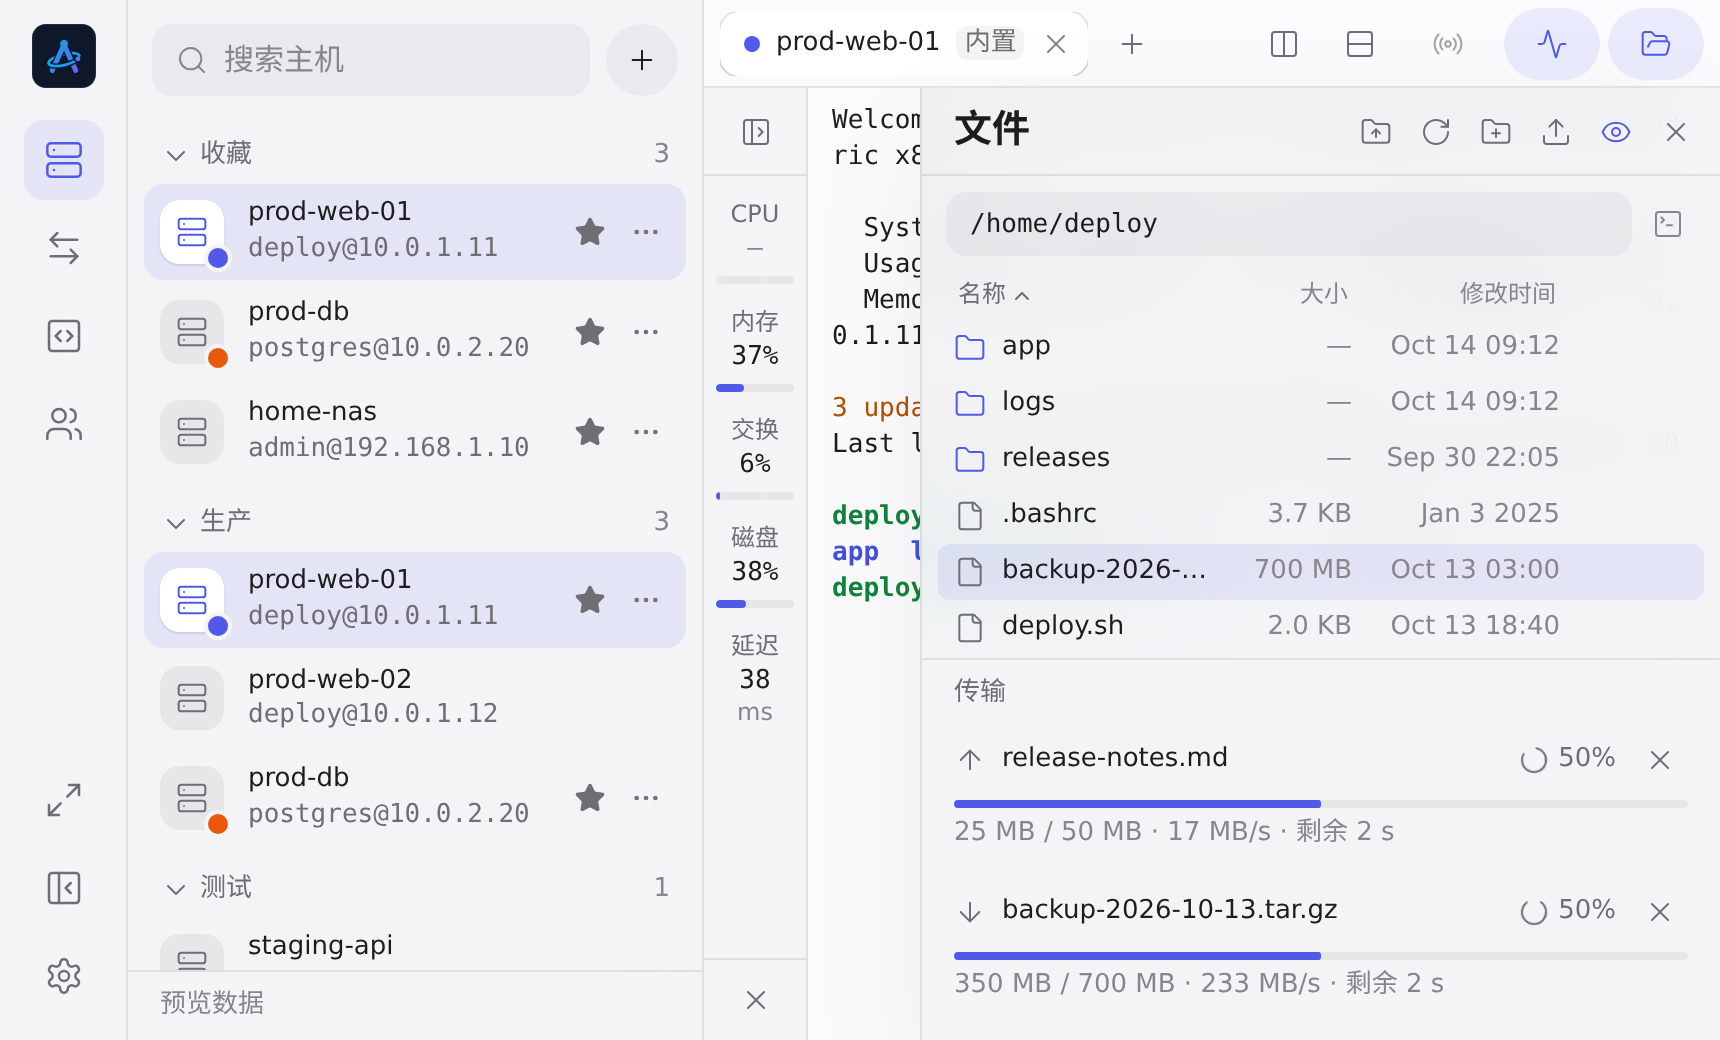 搜索主机
收藏 3
prod-web-01
deploy@10.0.1.11
prod-db
postgres@10.0.2.20
home-nas
admin@192.168.1.10
生产 3
prod-web-01
deploy@10.0.1.11
prod-web-02
deploy@10.0.1.12
prod-db
postgres@10.0.2.20
测试 1
staging-api
预览数据
prod-web-01 内置
CPU
—
内存
37%
交换
6%
磁盘
38%
延迟
38
ms
Welcom
ric x8
Syst
Usag
Memo
0.1.11
3 upda
Last l
deploy
app l
deploy
文件
/home/deploy
名称 大小 修改时间
app — Oct 14 09:12
logs — Oct 14 09:12
releases — Sep 30 22:05
.bashrc 3.7 KB Jan 3 2025
backup-2026-... 700 MB Oct 13 03:00
deploy.sh 2.0 KB Oct 13 18:40
传输
release-notes.md 50%
25 MB / 50 MB · 17 MB/s · 剩余 2 s
backup-2026-10-13.tar.gz 50%
350 MB / 700 MB · 233 MB/s · 剩余 2 s